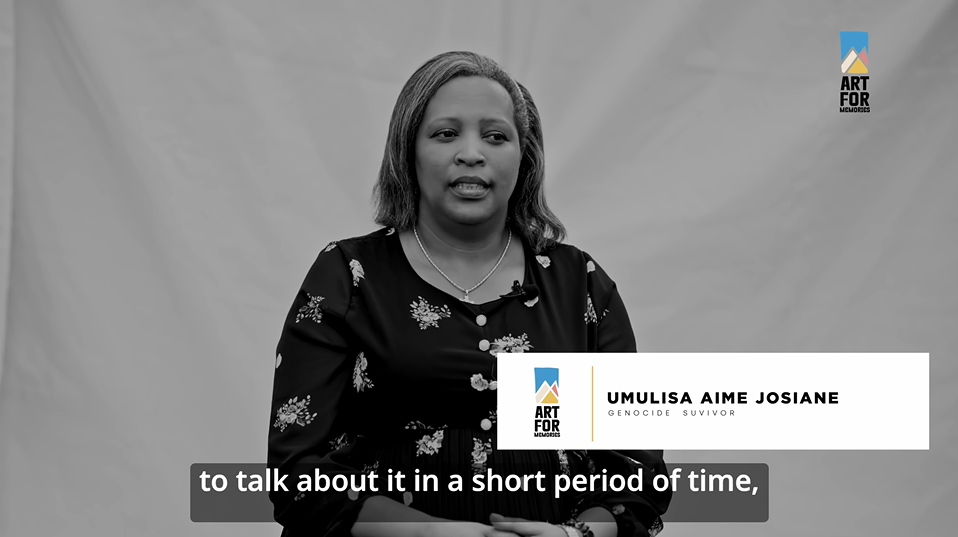 ART
FOR
MEMORIES
ART
FOR
MEMORIES
UMULISA AIME JOSIANE
GENOCIDE SUVIVOR
to talk about it in a short period of time,